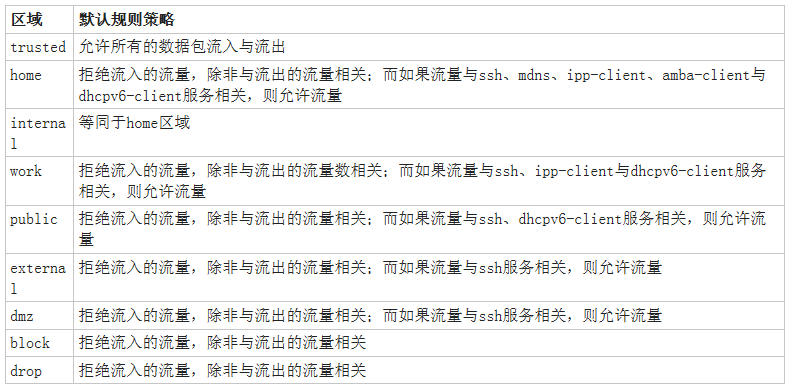 区域 默认规则策略
trusted 允许所有的数据包流入与流出
home 拒绝流入的流量，除非与流出的流量相关；而如果流量与ssh、mdns、ipp-client、amba-client与
dhcpv6-client服务相关，则允许流量
interna 等同于home区域
l
work 拒绝流入的流量，除非与流出的流量数相关；而如果流量与ssh、ipp-client与dhcpv6-client服务
相关，则允许流量
public 拒绝流入的流量，除非与流出的流量相关；而如果流量与ssh、dhcpv6-client服务相关，则允许流
量
externa 拒绝流入的流量，除非与流出的流量相关；而如果流量与ssh服务相关，则允许流量
l
dmz 拒绝流入的流量，除非与流出的流量相关；而如果流量与ssh服务相关，则允许流量
block 拒绝流入的流量，除非与流出的流量相关
drop 拒绝流入的流量，除非与流出的流量相关